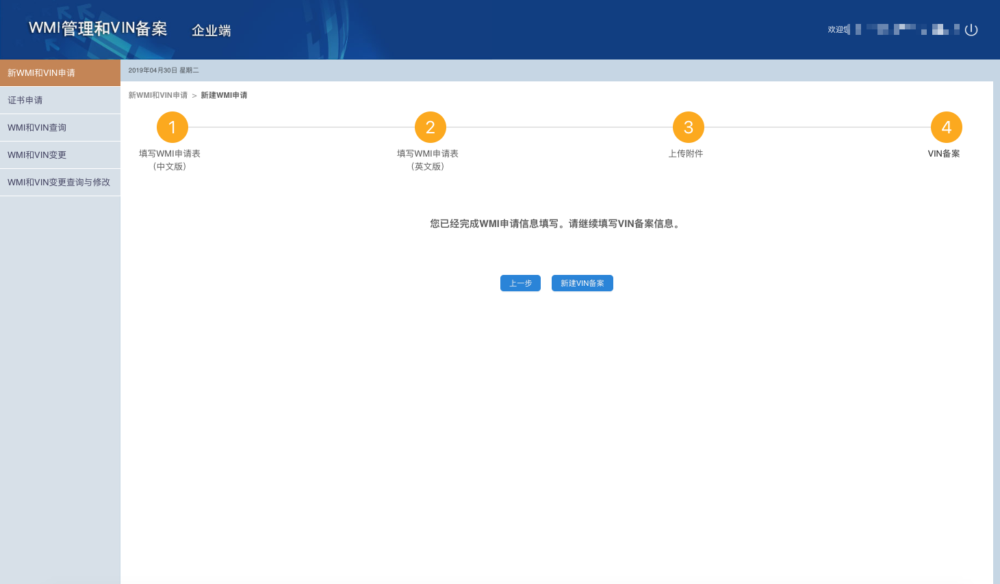 WMI管理和VIN备案 企业端
欢迎
新WMI和VIN申请
证书申请
WMI和VIN查询
WMI和VIN变更
WMI和VIN变更查询与修改
2019年04月30日 星期二
新WMI和VIN申请 > 新建WMI申请
1 2 3 4
填写WMI申请表 填写WMI申请表 上传附件 VIN备案
（中文版） （英文版）
您已经完成WMI申请信息填写。请继续填写VIN备案信息。
上一步 新建VIN备案